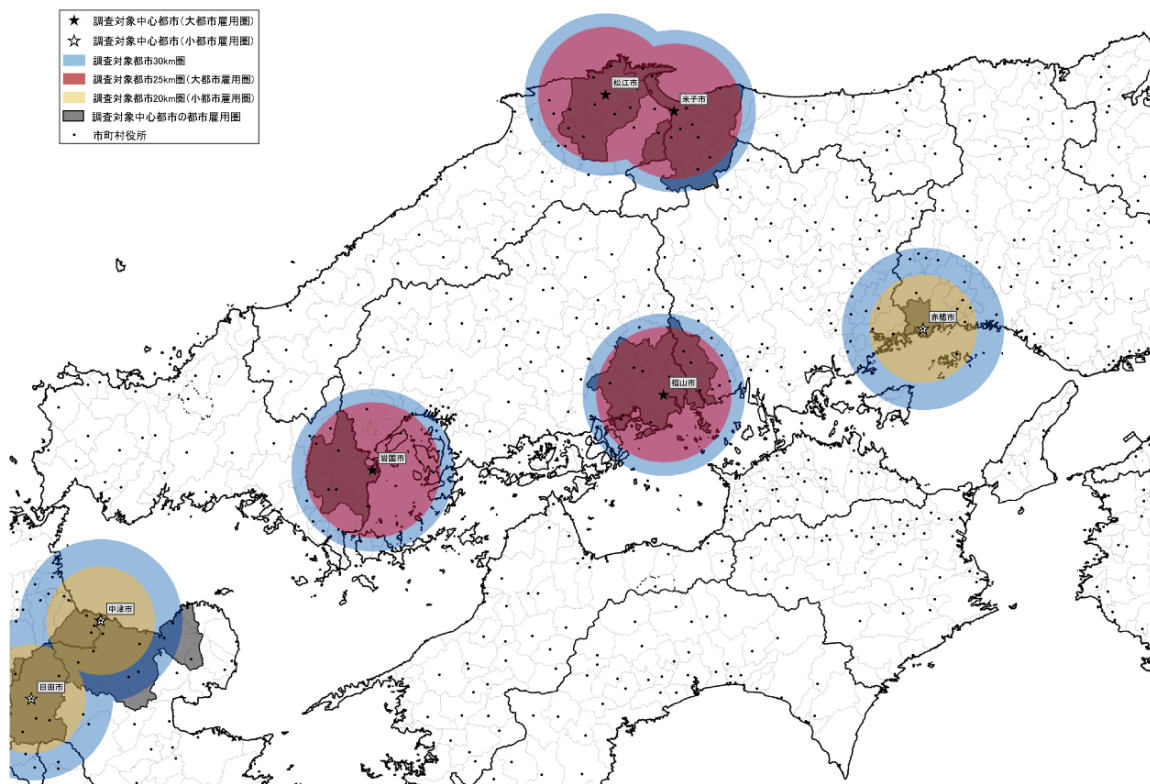 調査対象中心都市(大都市雇用圏)
調査対象中心都市(小都市雇用圏)
調査対象都市30km圏
調査対象都市25km圏(大都市雇用圏)
調査対象都市20km圏(小都市雇用圏)
調査対象中心都市の都市雇用圏
市町村役所
松江市
米子市
赤穂市
福山市
岩国市
中津市
日田市